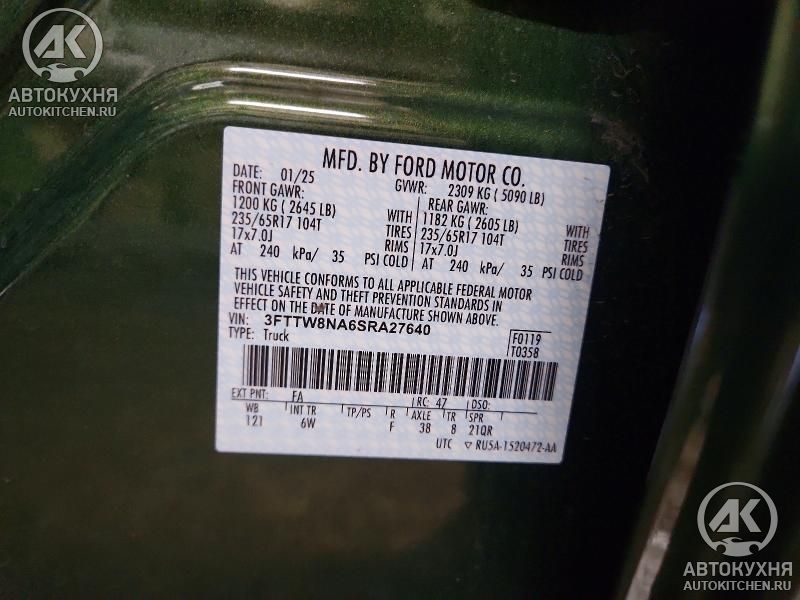 АК
АВТОКУХНЯ
AUTOKITCHEN.RU
MFD. BY FORD MOTOR CO.
DATE: 01/25 GVWR: 2309 KG ( 5090 LB)
FRONT GAWR: REAR GAWR:
1200 KG ( 2645 LB) WITH 1182 KG ( 2605 LB) WITH
235/65R17 104T TIRES 235/65R17 104T TIRES
17x7.0J RIMS 17x7.0J RIMS
AT 240 kPa/ 35 PSI COLD AT 240 kPa/ 35 PSI COLD
THIS VEHICLE CONFORMS TO ALL APPLICABLE FEDERAL MOTOR
VEHICLE SAFETY AND THEFT PREVENTION STANDARDS IN
EFFECT ON THE DATE OF MANUFACTURE SHOWN ABOVE.
VIN: 3FTTW8NA6SRA27640
TYPE: Truck
F0119
T0358
EXT PNT: FA RC: 47 DSO:
WB INT TR TP/PS R AXLE TR SPR
121 6W F 38 8 21QR
UTC ▽ RU5A-1520472-AA
АК
АВТОКУХНЯ
AUTOKITCHEN.RU